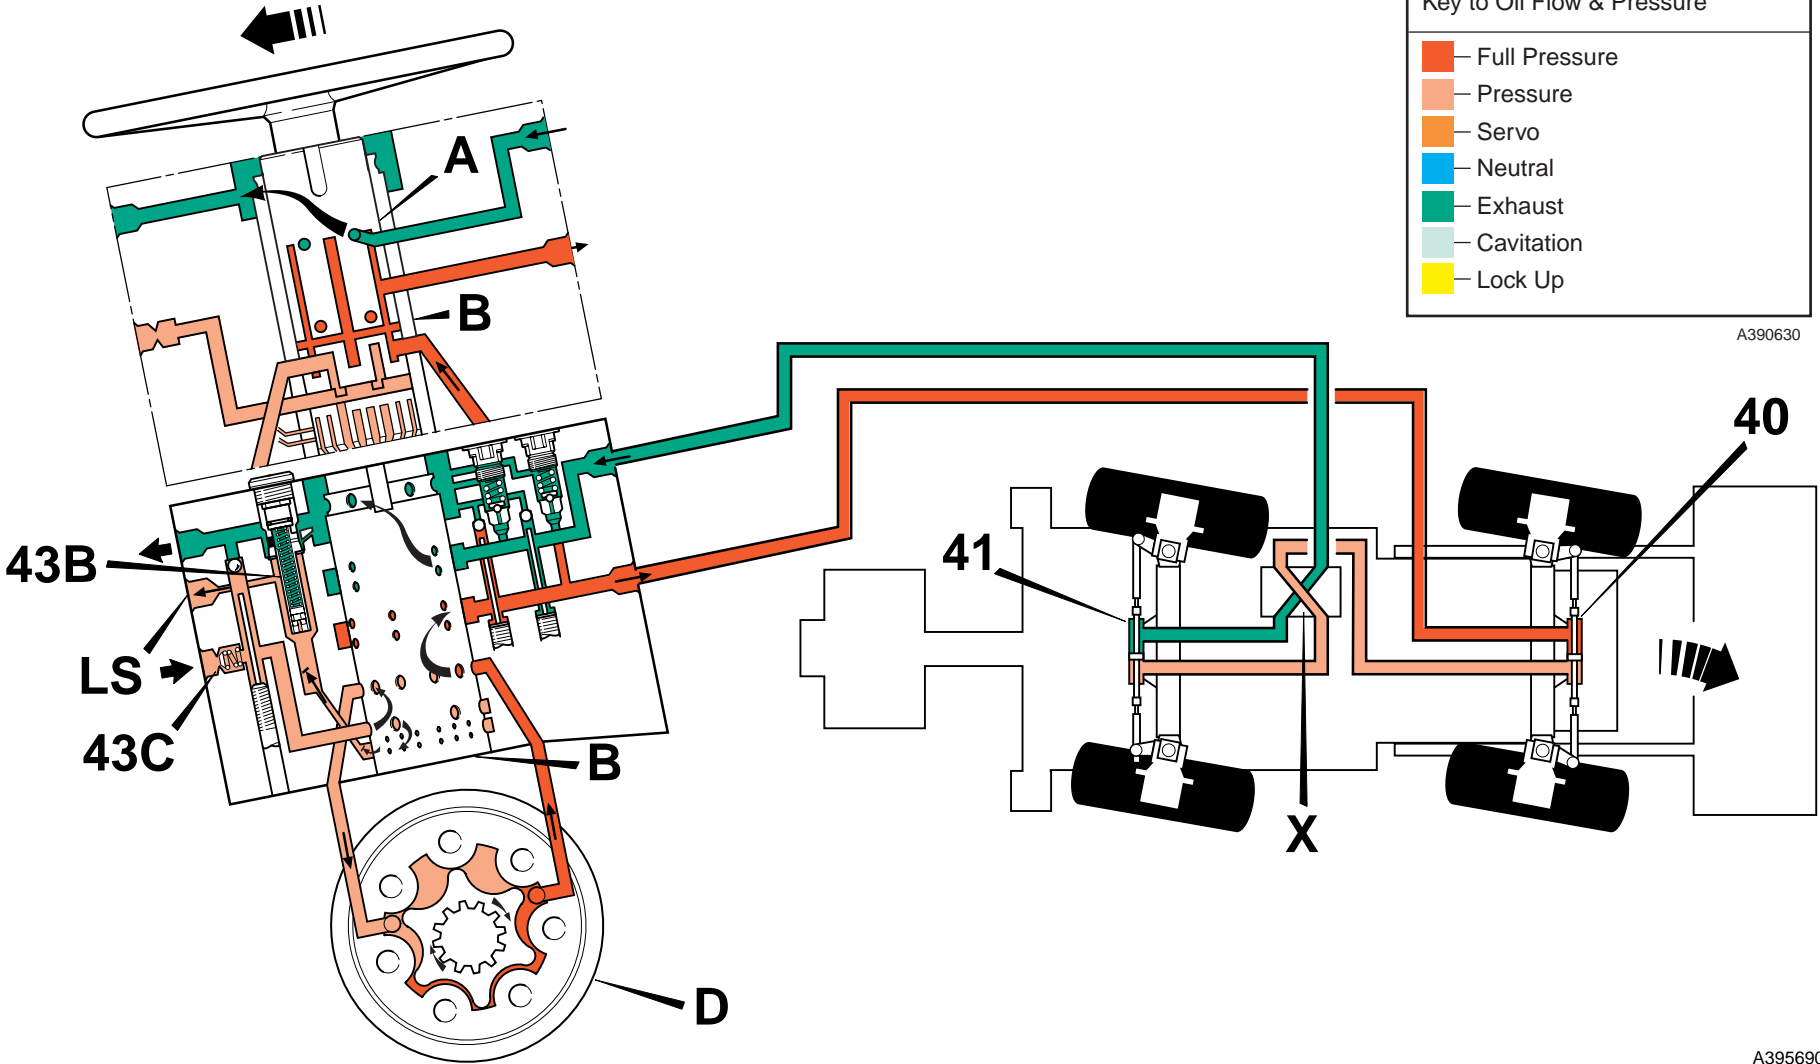 Key to Oil Flow & Pressure
Full Pressure
Pressure
Servo
Neutral
Exhaust
Cavitation
Lock Up
A390630
A
B
40
43B
41
LS
43C
B
X
D
A395690